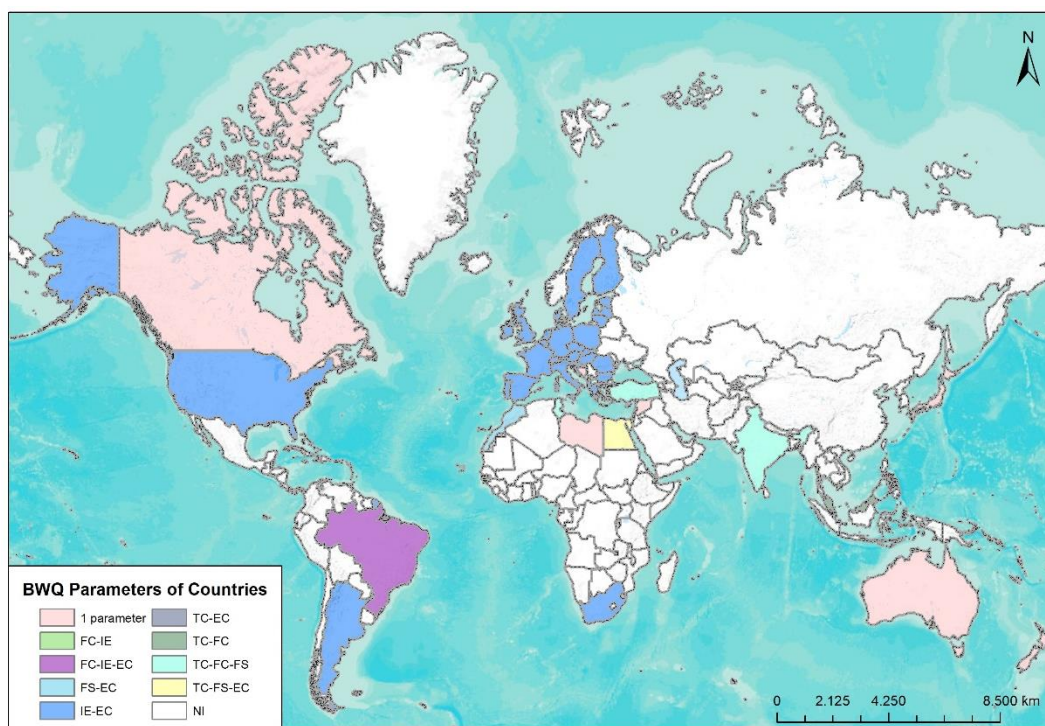 N
BWQ Parameters of Countries
1 parameter
FC-IE
FC-IE-EC
FS-EC
IE-EC
TC-EC
TC-FC
TC-FC-FS
TC-FS-EC
NI
0 2.125 4.250 8.500 km